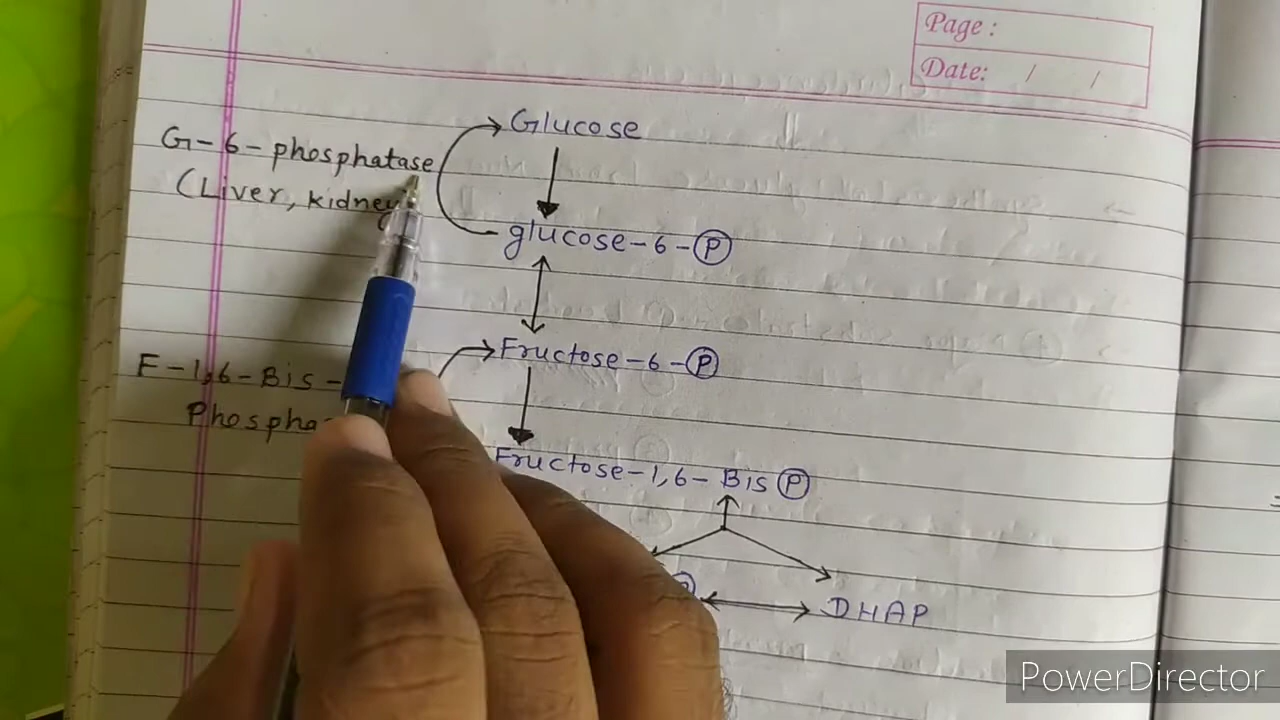 Page :
Date: / /
Glucose
G-6-phosphatase
(Liver, kidney
glucose-6-P
Fructose-6-P
F-1,6-Bis-
Fructose-1,6-Bis P
P
DHAP
PowerDirector